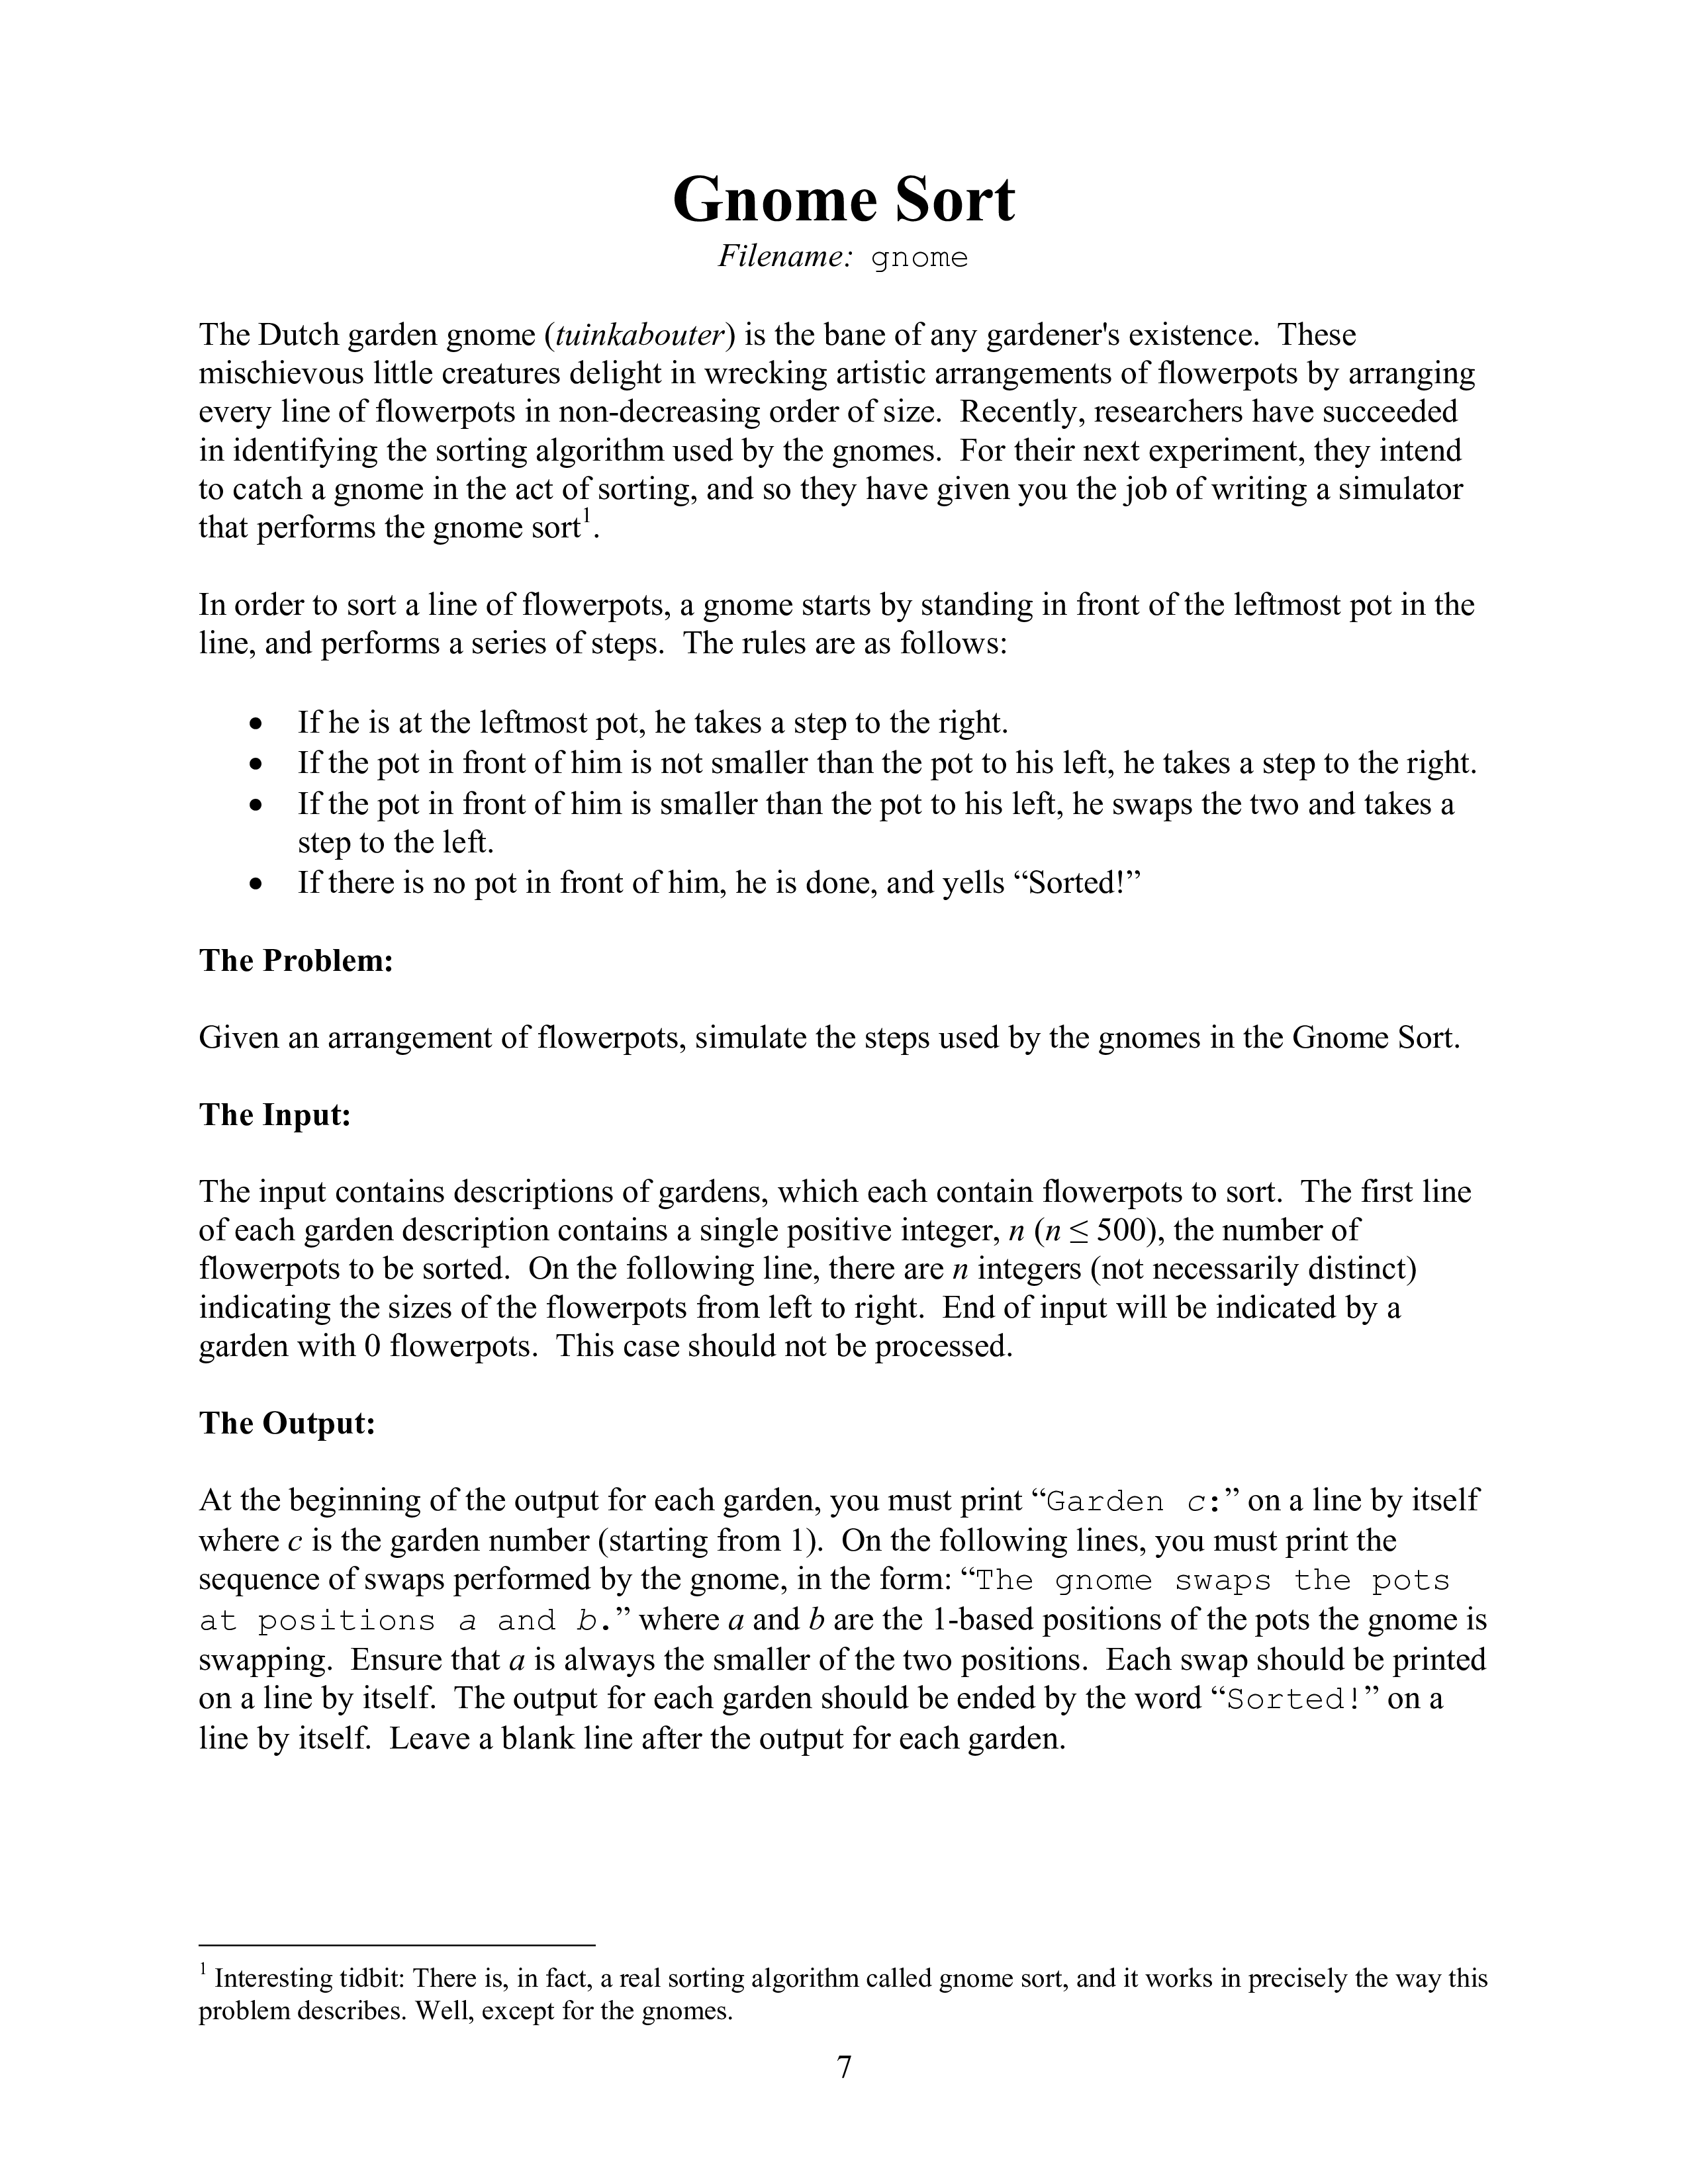 Gnome Sort
Filename: gnome
The Dutch garden gnome (tuinkabouter) is the bane of any gardener's existence. These
mischievous little creatures delight in wrecking artistic arrangements of flowerpots by arranging
every line of flowerpots in non-decreasing order of size. Recently, researchers have succeeded
in identifying the sorting algorithm used by the gnomes. For their next experiment, they intend
to catch a gnome in the act of sorting, and so they have given you the job of writing a simulator
that performs the gnome sort¹.
In order to sort a line of flowerpots, a gnome starts by standing in front of the leftmost pot in the
line, and performs a series of steps. The rules are as follows:
• If he is at the leftmost pot, he takes a step to the right.
• If the pot in front of him is not smaller than the pot to his left, he takes a step to the right.
• If the pot in front of him is smaller than the pot to his left, he swaps the two and takes a
step to the left.
• If there is no pot in front of him, he is done, and yells “Sorted!”
The Problem:
Given an arrangement of flowerpots, simulate the steps used by the gnomes in the Gnome Sort.
The Input:
The input contains descriptions of gardens, which each contain flowerpots to sort. The first line
of each garden description contains a single positive integer, n (n ≤ 500), the number of
flowerpots to be sorted. On the following line, there are n integers (not necessarily distinct)
indicating the sizes of the flowerpots from left to right. End of input will be indicated by a
garden with 0 flowerpots. This case should not be processed.
The Output:
At the beginning of the output for each garden, you must print “Garden c:” on a line by itself
where c is the garden number (starting from 1). On the following lines, you must print the
sequence of swaps performed by the gnome, in the form: “The gnome swaps the pots
at positions a and b.” where a and b are the 1-based positions of the pots the gnome is
swapping. Ensure that a is always the smaller of the two positions. Each swap should be printed
on a line by itself. The output for each garden should be ended by the word “Sorted!” on a
line by itself. Leave a blank line after the output for each garden.
¹ Interesting tidbit: There is, in fact, a real sorting algorithm called gnome sort, and it works in precisely the way this
problem describes. Well, except for the gnomes.
7